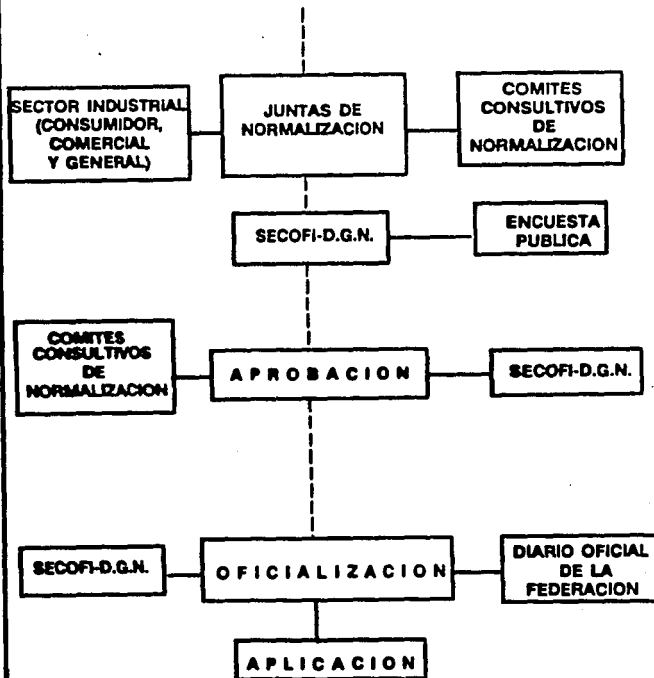 SECTOR INDUSTRIAL
(CONSUMIDOR,
COMERCIAL
Y GENERAL)
JUNTAS DE
NORMALIZACION
COMITES
CONSULTIVOS
DE
NORMALIZACION
SECOFI-D.G.N.
ENCUESTA
PUBLICA
COMITES
CONSULTIVOS
DE
NORMALIZACION
APROBACION
SECOFI-D.G.N.
SECOFI-D.G.N.
OFICIALIZACION
DIARIO OFICIAL
DE LA
FEDERACION
APLICACION